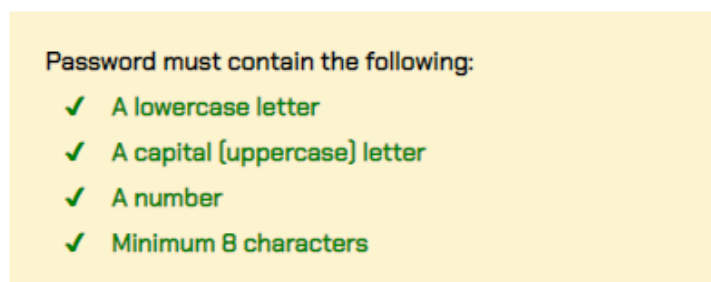 Password must contain the following:
✔ A lowercase letter
✔ A capital (uppercase) letter
✔ A number
✔ Minimum 8 characters